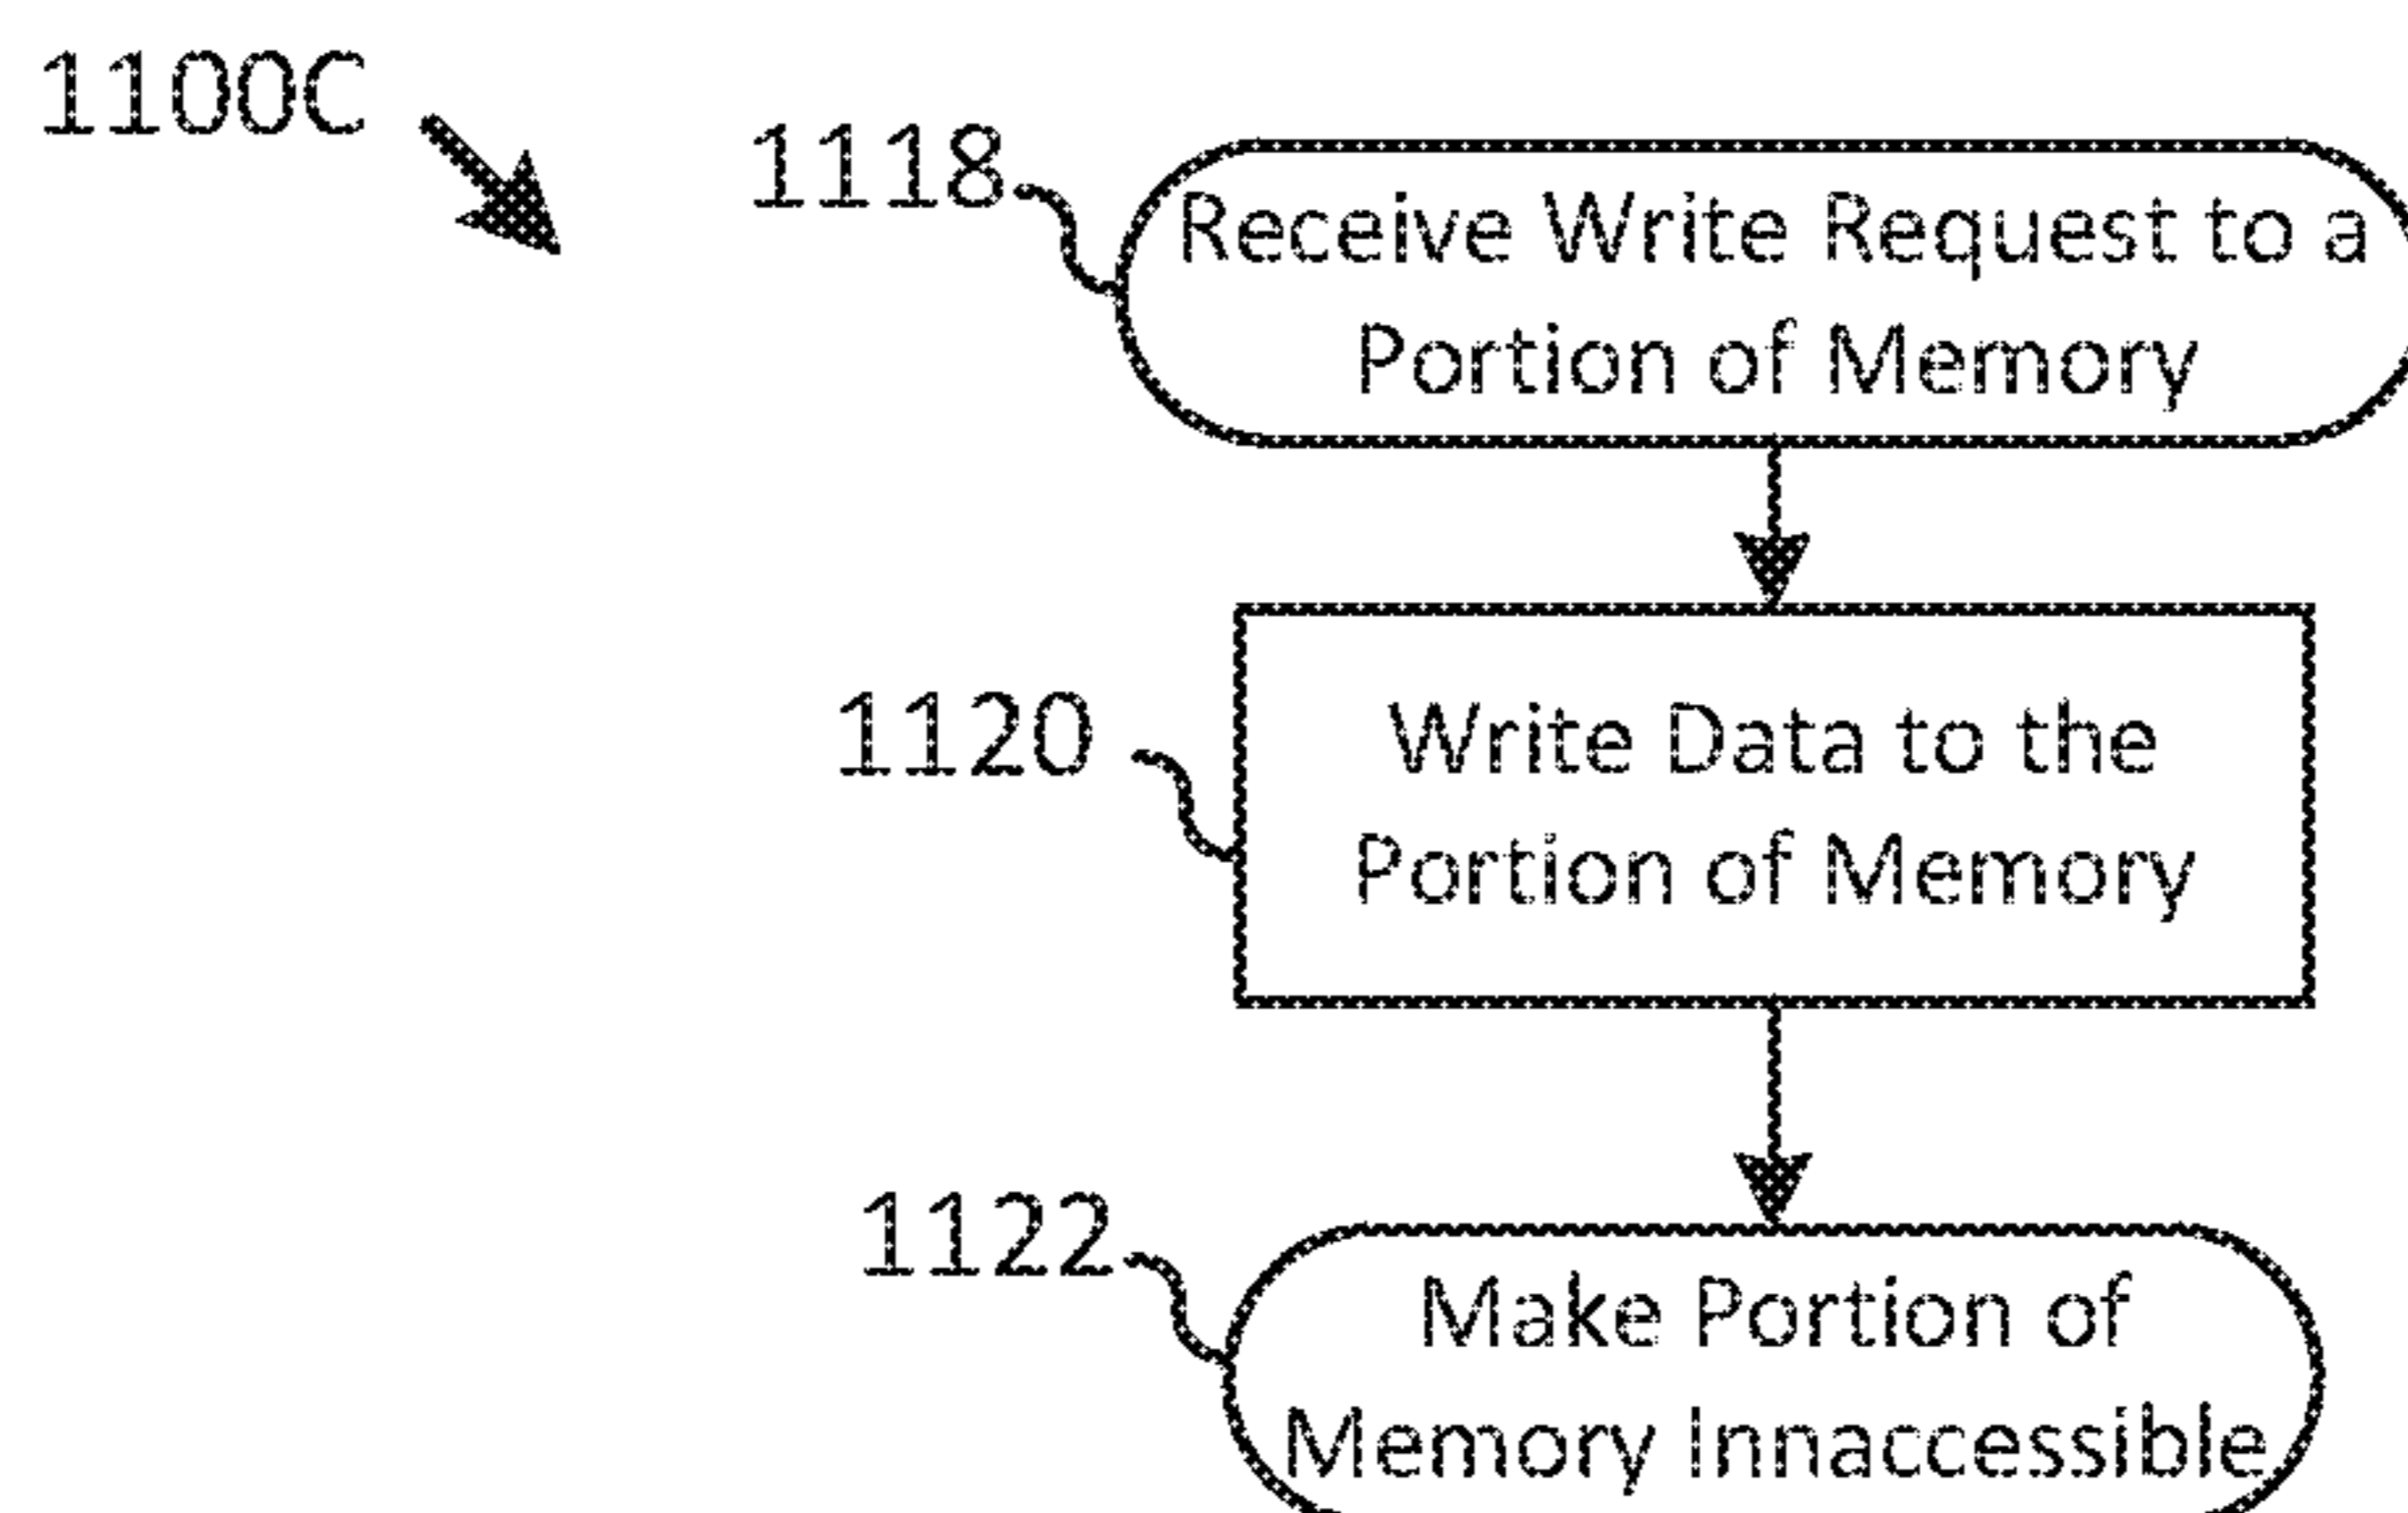 1100C
1118
Receive Write Request to a
Portion of Memory
1120
Write Data to the
Portion of Memory
1122
Make Portion of
Memory Innaccessible